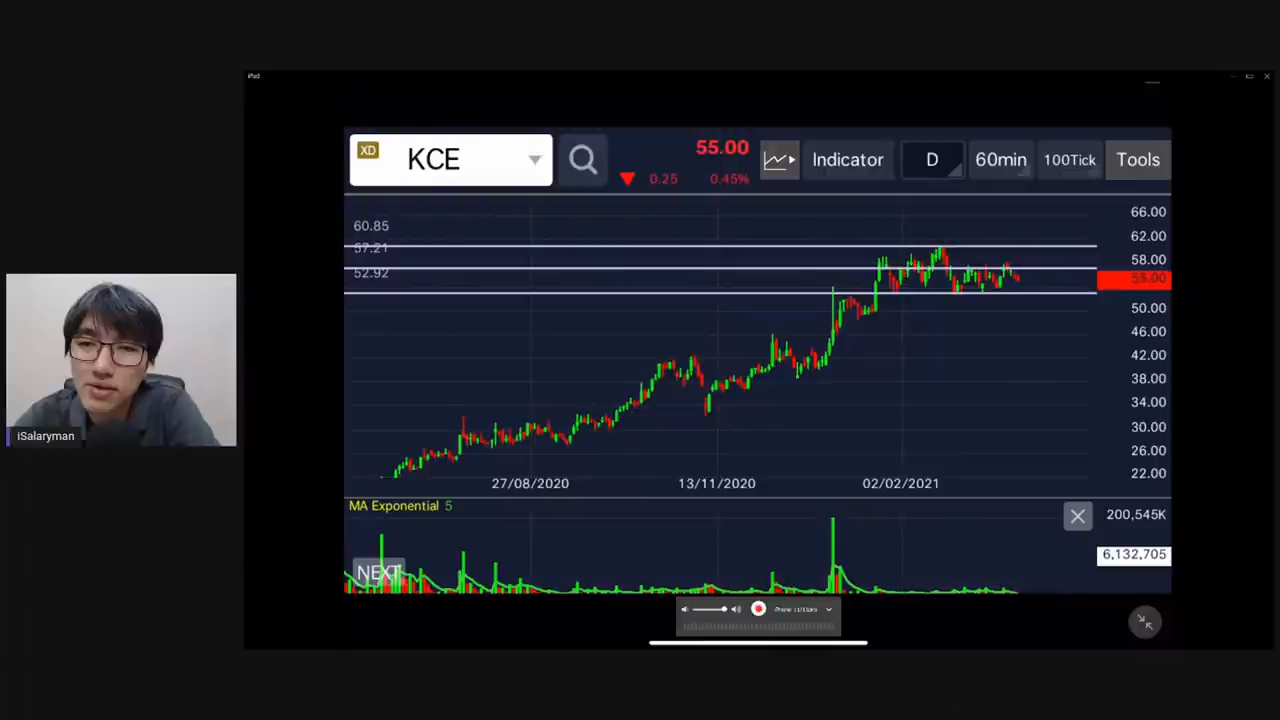 iPad
XD
KCE
55.00
0.25
0.45%
Indicator
D
60min
100Tick
Tools
60.85
57.21
52.92
66.00
62.00
58.00
55.00
50.00
46.00
42.00
38.00
34.00
30.00
26.00
22.00
27/08/2020
13/11/2020
02/02/2021
MA Exponential 5
200,545K
6,132,705
NEXT
iSalaryman